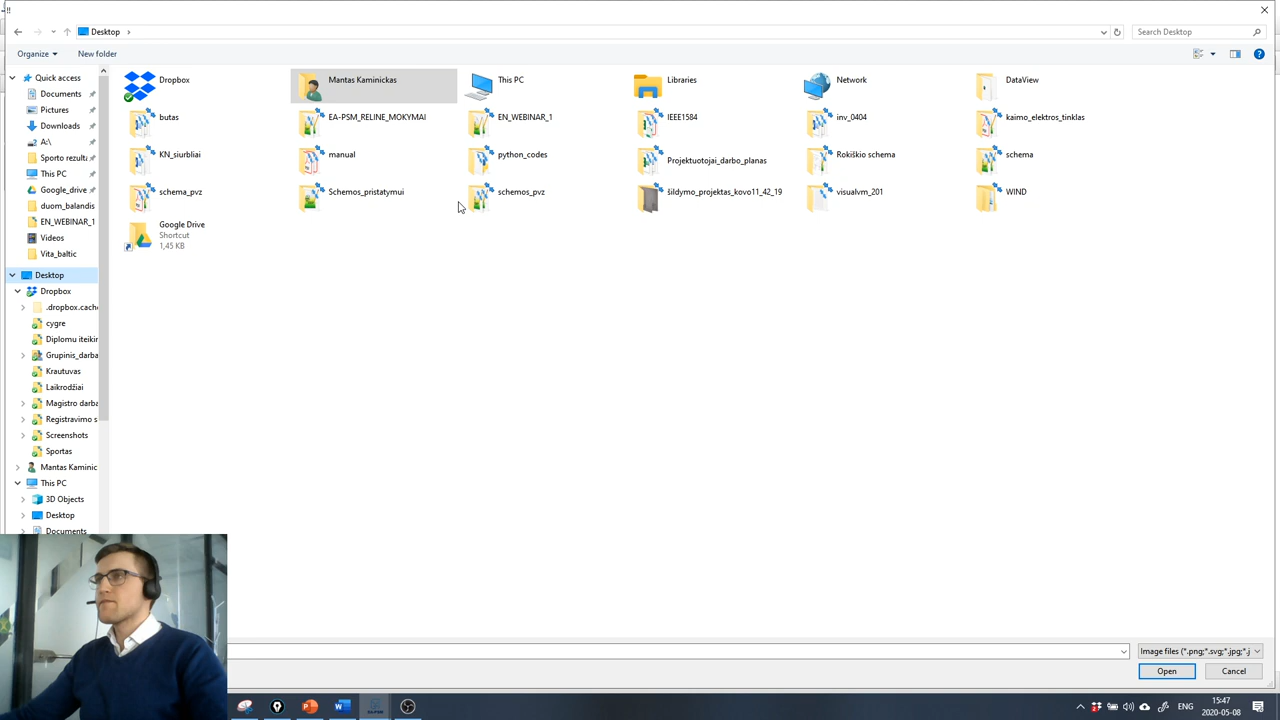 !!
Desktop
Search Desktop
Organize
New folder
Quick access
Documents
Pictures
Downloads
A:\
Sporto rezulta
This PC
Google_drive
duom_balandis
EN_WEBINAR_1
Videos
Vita_baltic
Desktop
Dropbox
.dropbox.cache
cygre
Diplomu iteikin
Grupinis_darba
Krautuvas
Laikrodžiai
Magistro darba
Registravimo s
Screenshots
Sportas
Mantas Kaminic
This PC
3D Objects
Desktop
Documents
Dropbox
Mantas Kaminickas
This PC
Libraries
Network
DataView
butas
EA-PSM_RELINE_MOKYMAI
EN_WEBINAR_1
IEEE1584
inv_0404
kaimo_elektros_tinklas
KN_siurbliai
manual
python_codes
Projektuotojai_darbo_planas
Rokiškio schema
schema
schema_pvz
Schemos_pristatymui
schemos_pvz
šildymo_projektas_kovo11_42_19
visualvm_201
WIND
Google Drive
Shortcut
1,45 KB
Image files (*.png;*.svg;*.jpg;*.j
Open
Cancel
ENG
15:47
2020-05-08